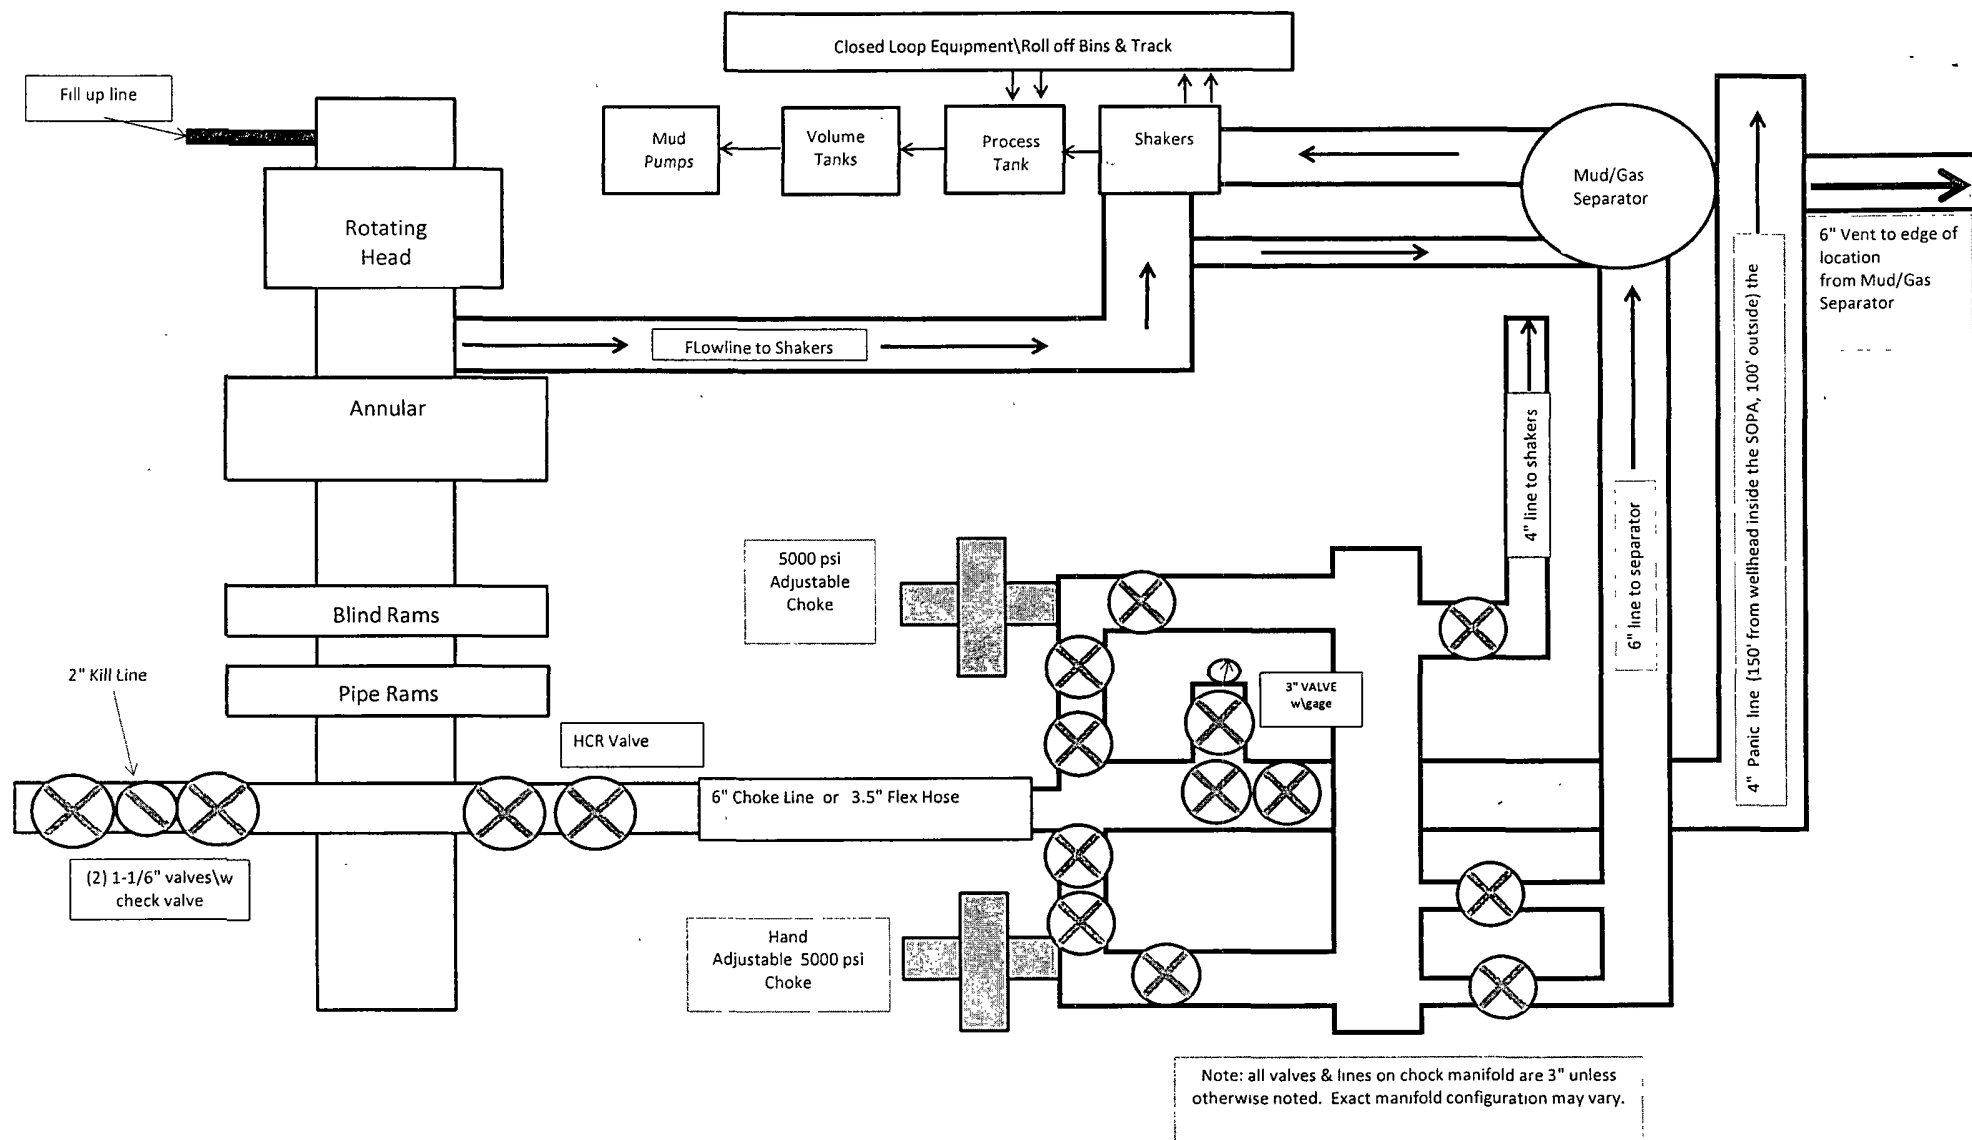 Closed Loop Equipment\Roll off Bins & Track
Fill up line
Mud
Pumps
Volume
Tanks
Process
Tank
Shakers
Mud/Gas
Separator
Rotating
Head
6" Vent to edge of
location
from Mud/Gas
Separator
FLowline to Shakers
Annular
4" line to shakers
6" line to separator
4" Panic line (150' from wellhead inside the SOPA, 100' outside) the
5000 psi
Adjustable
Choke
Blind Rams
Pipe Rams
2" Kill Line
3" VALVE
w\gage
HCR Valve
6" Choke Line or 3.5" Flex Hose
(2) 1-1/6" valves\w
check valve
Hand
Adjustable 5000 psi
Choke
Note: all valves & lines on chock manifold are 3" unless
otherwise noted. Exact manifold configuration may vary.